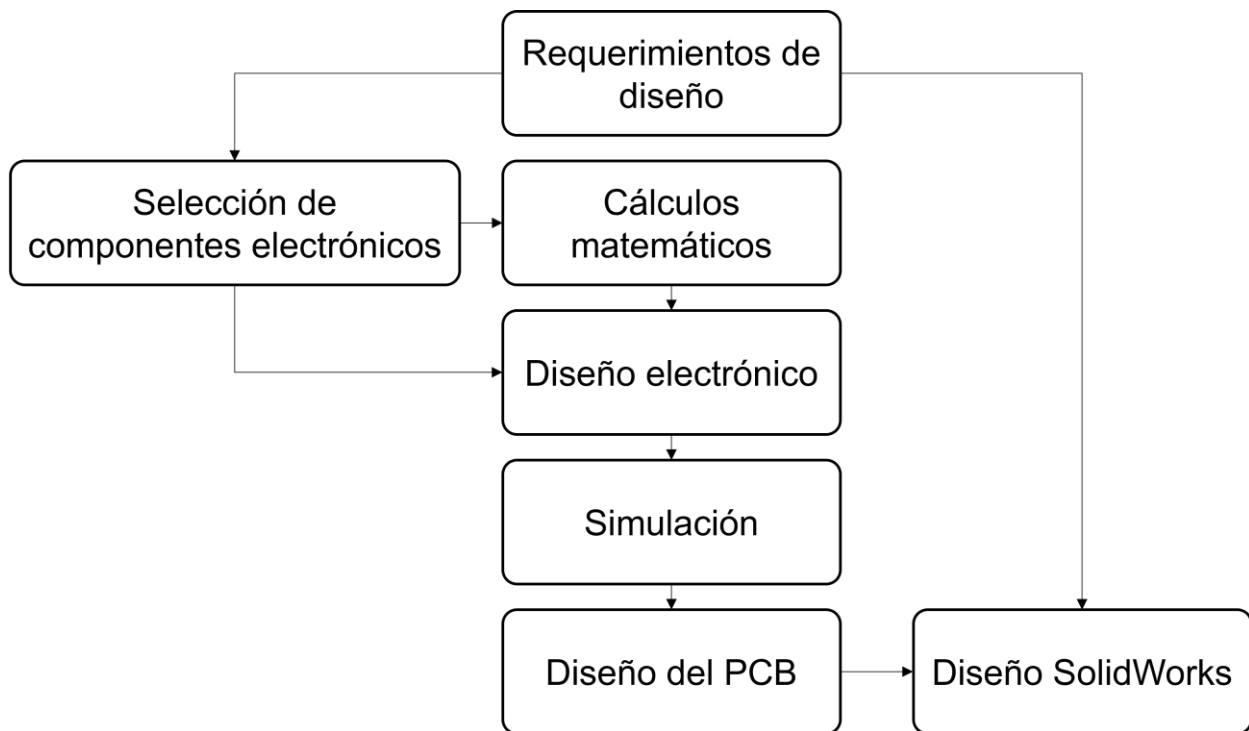 Requerimientos de
diseño
Selección de
componentes electrónicos
Cálculos
matemáticos
Diseño electrónico
Simulación
Diseño del PCB
Diseño SolidWorks